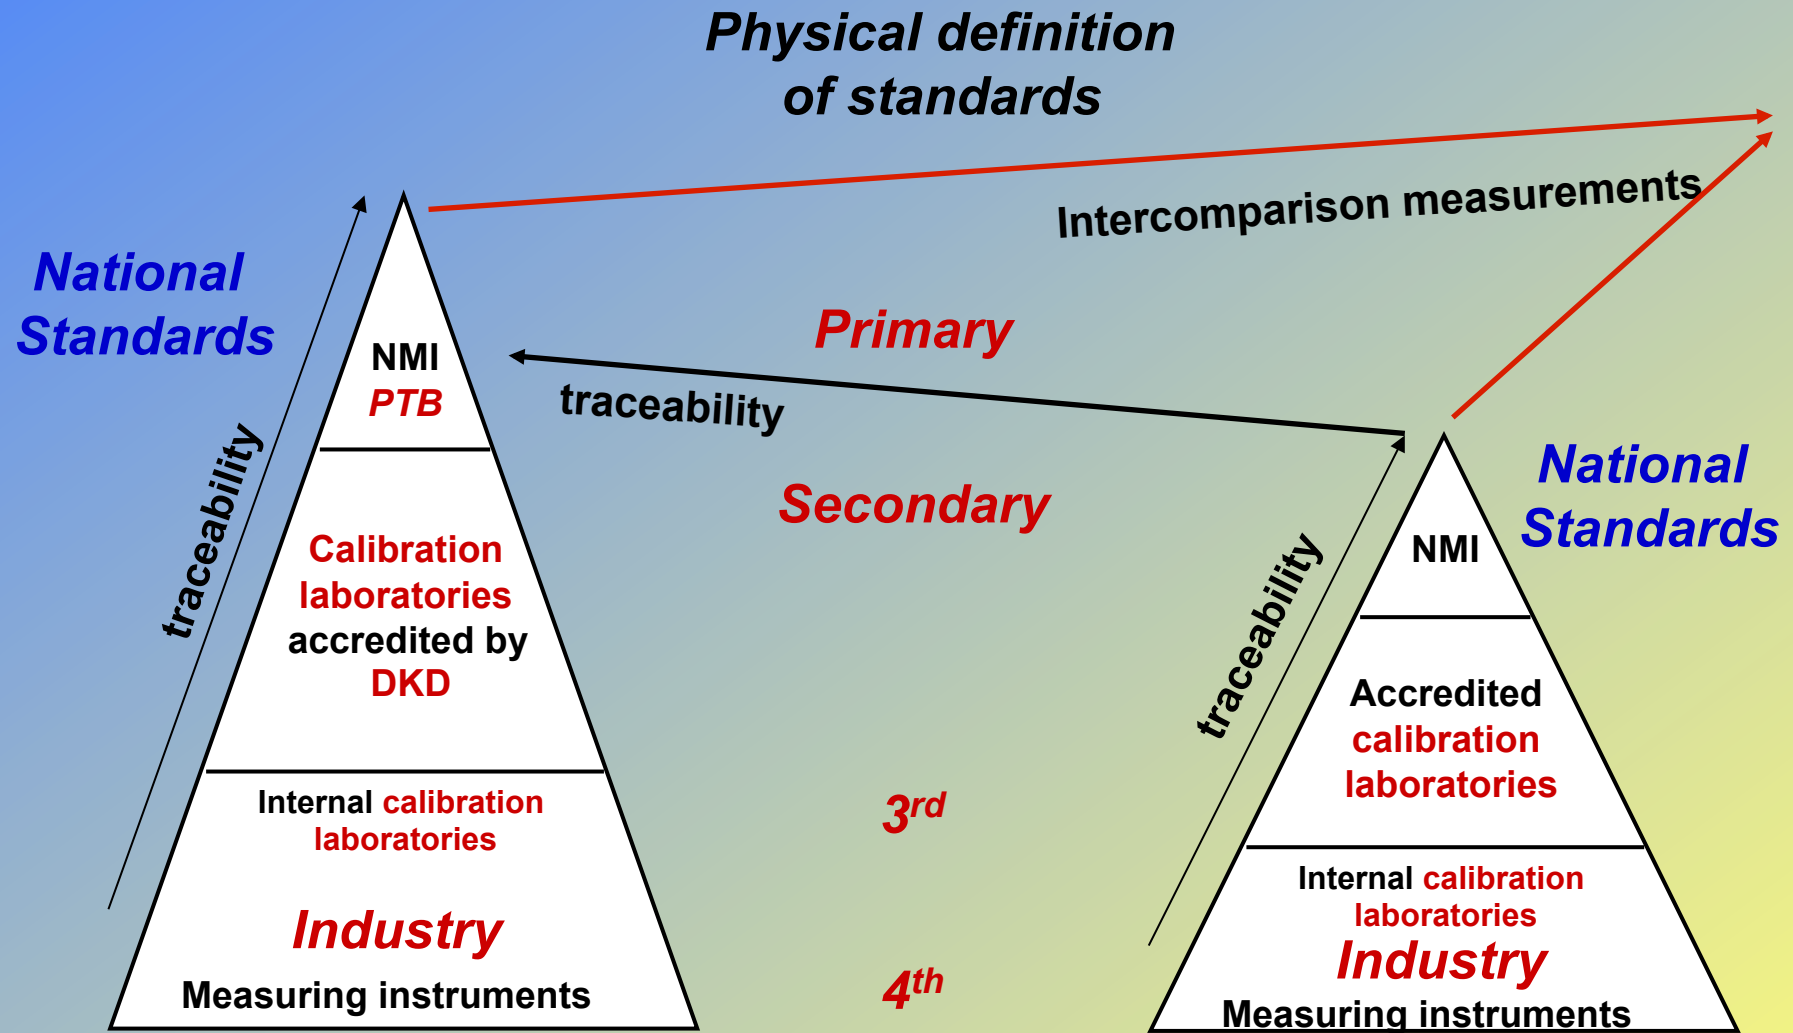 Physical definition
of standards
Intercomparison measurements
National
Standards
traceability
NMI
PTB
Calibration
laboratories
accredited by
DKD
Internal calibration
laboratories
Industry
Measuring instruments
Primary
traceability
Secondary
3rd
4th
traceability
National
Standards
NMI
Accredited
calibration
laboratories
Internal calibration
laboratories
Industry
Measuring instruments